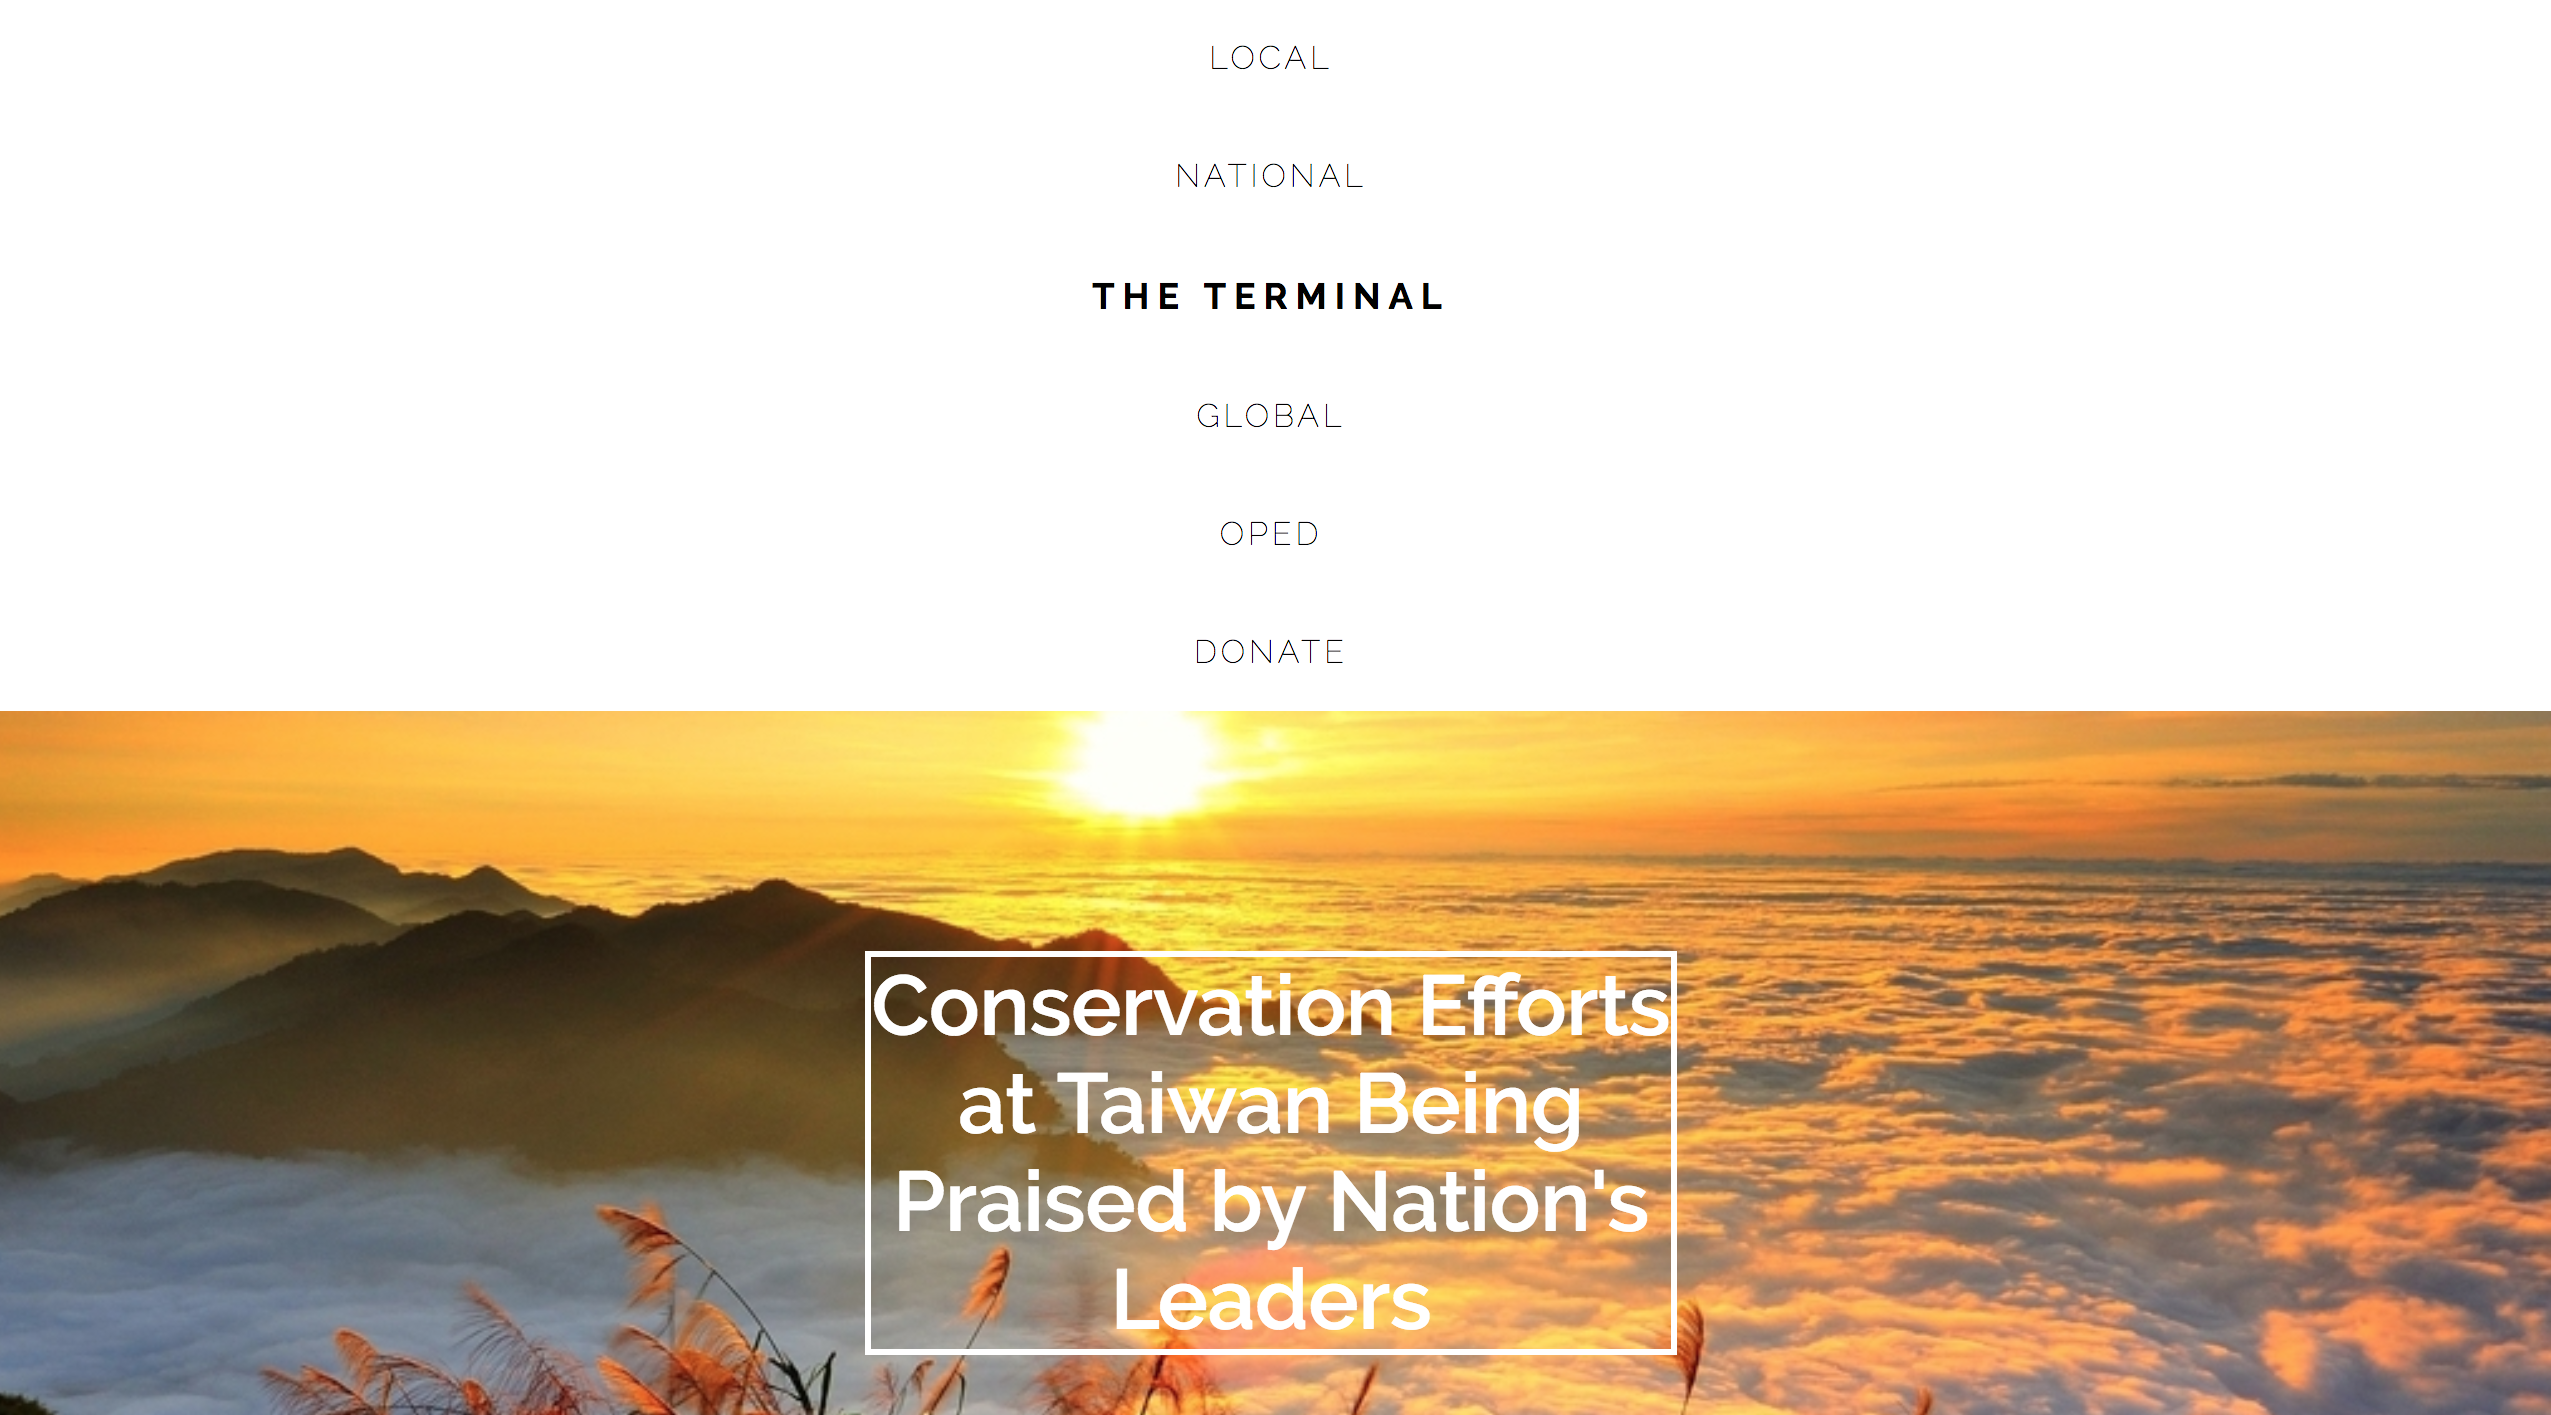 LOCAL
NATIONAL
THE TERMINAL
GLOBAL
OPED
DONATE
Conservation Efforts
at Taiwan Being
Praised by Nation's
Leaders